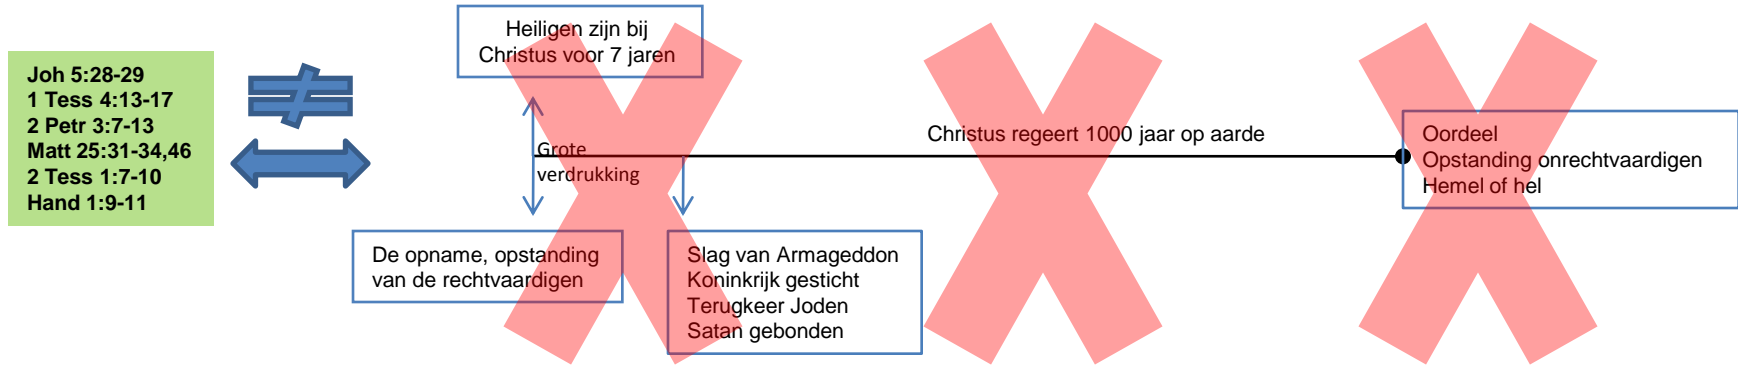 Joh 5:28-29
1 Tess 4:13-17
2 Petr 3:7-13
Matt 25:31-34,46
2 Tess 1:7-10
Hand 1:9-11
Heiligen zijn bij
Christus voor 7 jaren
Grote
verdrukking
De opname, opstanding
van de rechtvaardigen
Slag van Armageddon
Koninkrijk gesticht
Terugkeer Joden
Satan gebonden
Christus regeert 1000 jaar op aarde
Oordeel
Opstanding onrechtvaardigen
Hemel of hel